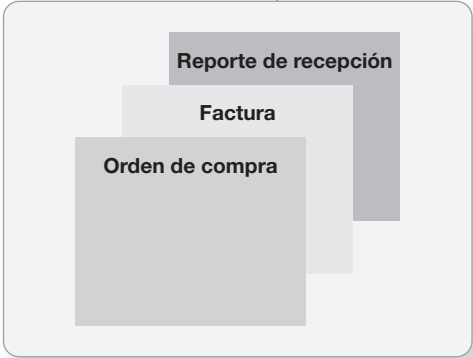 Reporte de recepción
Factura
Orden de compra